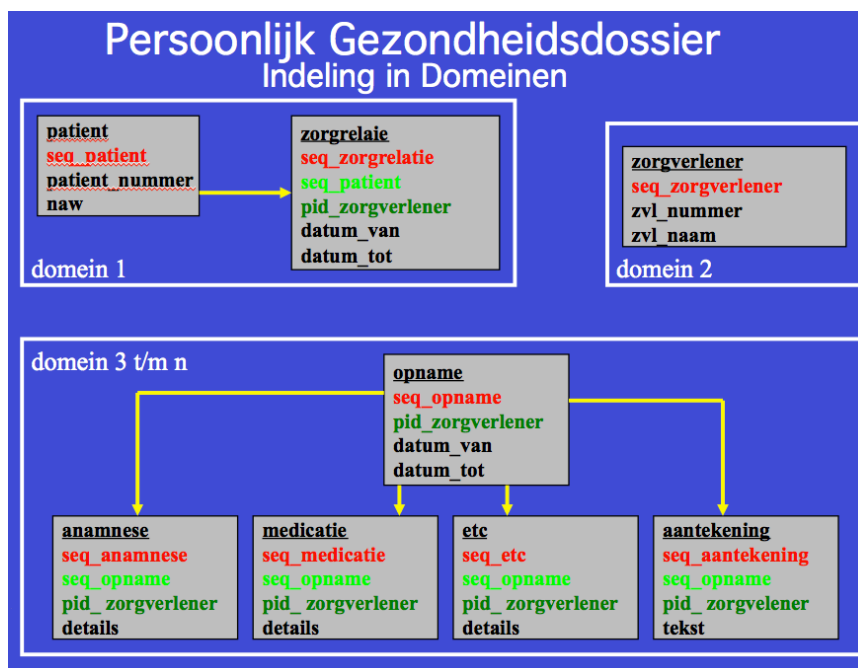 Persoonlijk Gezondheidsdossier
Indeling in Domeinen
patient
seq_patient
patient_nummer
naw
zorgrelaie
seq_zorgrelatie
seq_patient
pid_zorgverlener
datum_van
datum_tot
domein 1
zorgverlener
seq_zorgverlener
zvl_nummer
zvl_naam
domein 2
domein 3 t/m n
opname
seq_opname
pid_zorgverlener
datum_van
datum_tot
anamnese
seq_anamnese
seq_opname
pid_ zorgverlener
details
medicatie
seq_medicatie
seq_opname
pid_ zorgverlener
details
etc
seq_etc
seq_opname
pid_ zorgverlener
details
aantekening
seq_aantekening
seq_opname
pid_ zorgvelener
tekst